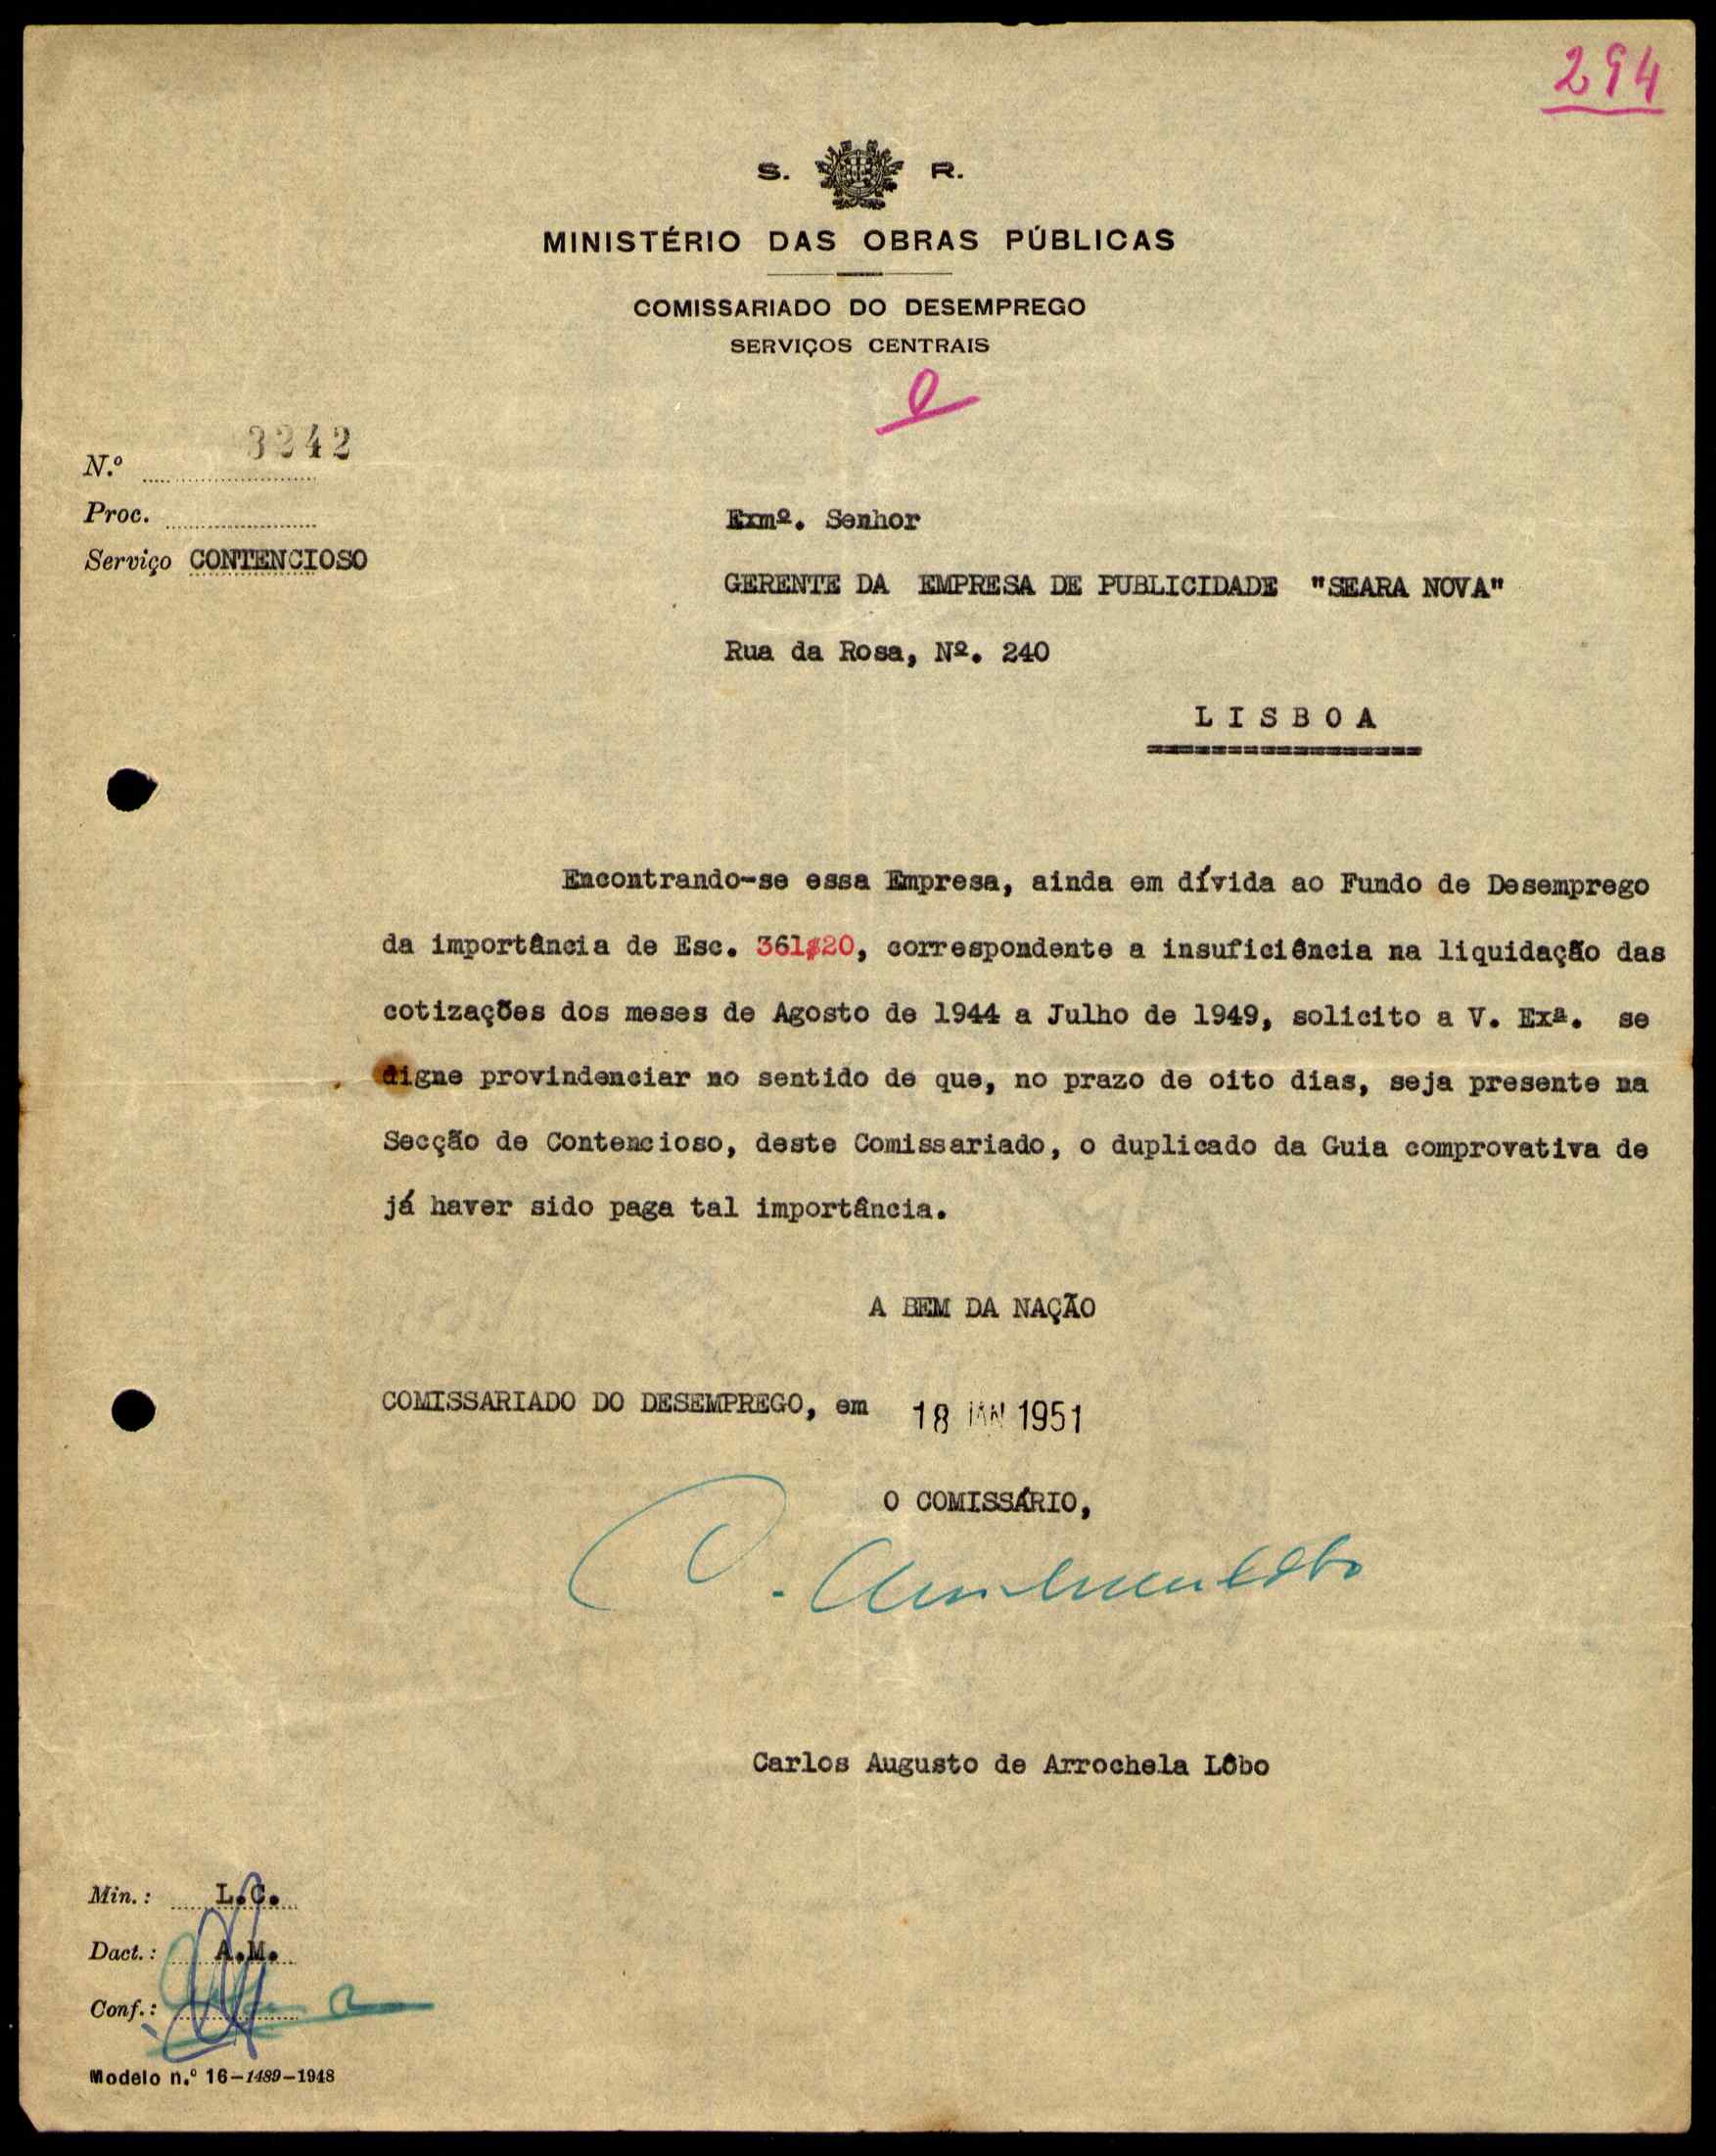 294
S. R.
MINISTÉRIO DAS OBRAS PÚBLICAS
COMISSARIADO DO DESEMPREGO
SERVIÇOS CENTRAIS
N.º 3242
Proc.
Serviço CONTENCIOSO
Exmº. Senhor
GERENTE DA EMPRESA DE PUBLICIDADE "SEARA NOVA"
Rua da Rosa, Nº. 240
LISBOA
Encontrando-se essa Empresa, ainda em dívida ao Fundo de Desemprego
da importância de Esc. 361$20, correspondente a insuficiência na liquidação das
cotizações dos meses de Agosto de 1944 a Julho de 1949, solicito a V. Exª. se
digne provindenciar no sentido de que, no prazo de oito dias, seja presente na
Secção de Contencioso, deste Comissariado, o duplicado da Guia comprovativa de
já haver sido paga tal importância.
A BEM DA NAÇÃO
COMISSARIADO DO DESEMPREGO, em 18 JAN 1951
O COMISSÁRIO,
Carlos Augusto de Arrochela Lôbo
Min.: L.C.
Dact.: A.M.
Conf.:
Modelo n.º 16-1489-1948